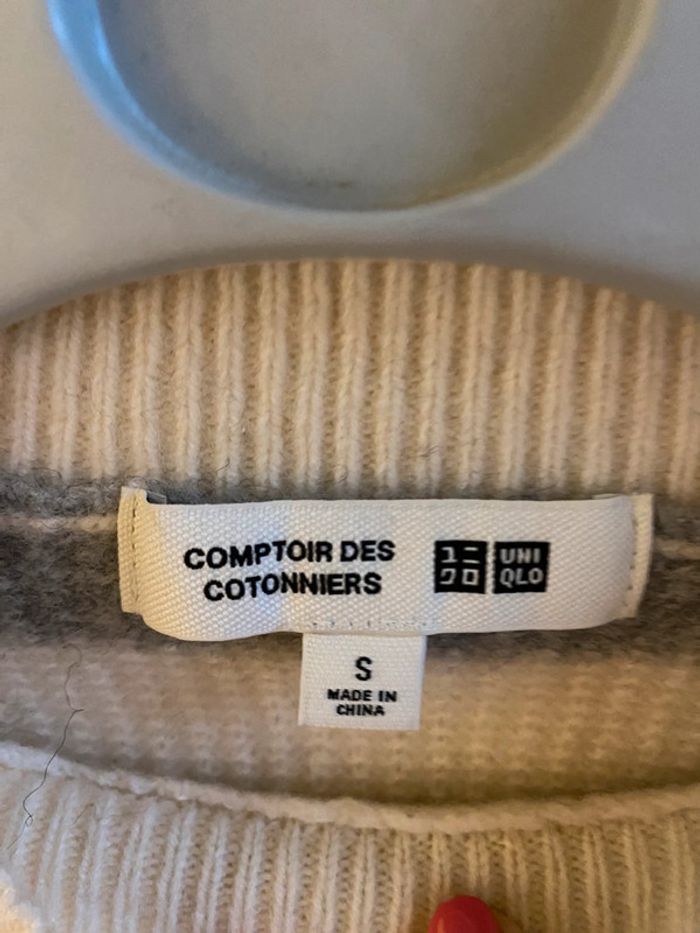 COMPTOIR DES
COTONNIERS
ユニ
クロ
UNI
QLO
S
MADE IN
CHINA